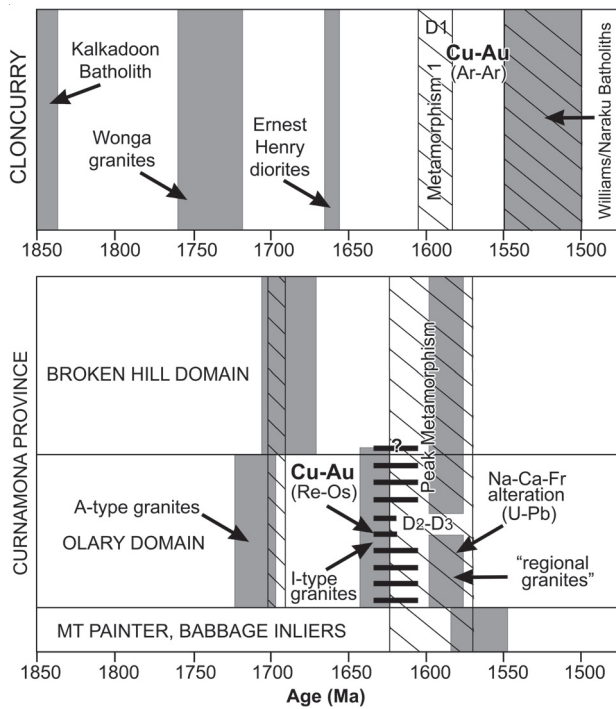 CLONCURRY
Kalkadoon
Batholith
Wonga
granites
Ernest
Henry
diorites
D1
Metamorphism 1
Cu-Au
(Ar-Ar)
Williams/Naraku Batholiths
1850 1800 1750 1700 1650 1600 1550 1500
CURNAMONA PROVINCE
BROKEN HILL DOMAIN
Peak Metamorphism
?
A-type granites
OLARY DOMAIN
Cu-Au
(Re-Os)
I-type
granites
D2-D3
Na-Ca-Fr
alteration
(U-Pb)
“regional
granites”
MT PAINTER, BABBAGE INLIERS
1850 1800 1750 1700 1650 1600 1550 1500
Age (Ma)